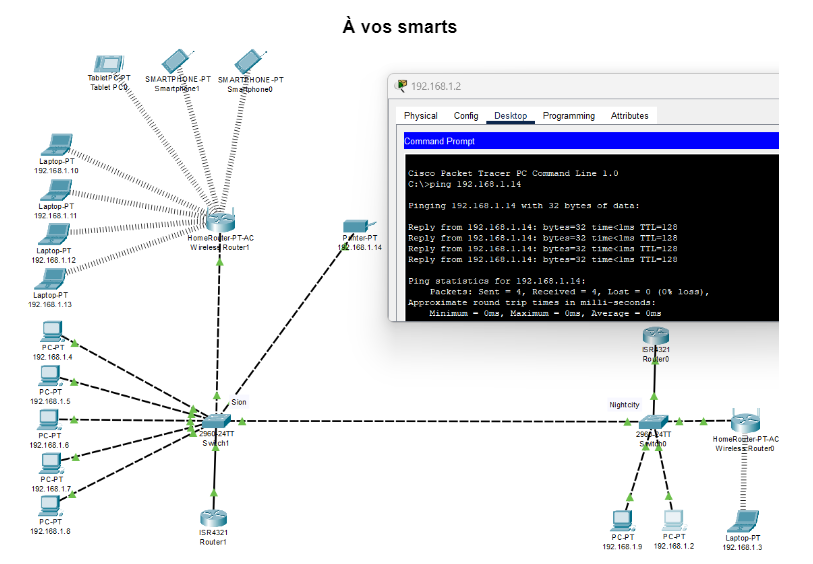 À vos smarts
TabletPC-PT
Tablet PC0
SMARTPHONE-PT
Smartphone1
SMARTPHONE-PT
Smartphone0
192.168.1.2
Physical Config Desktop Programming Attributes
Command Prompt
Cisco Packet Tracer PC Command Line 1.0
C:\>ping 192.168.1.14
Pinging 192.168.1.14 with 32 bytes of data:
Reply from 192.168.1.14: bytes=32 time<1ms TTL=128
Reply from 192.168.1.14: bytes=32 time<1ms TTL=128
Reply from 192.168.1.14: bytes=32 time<1ms TTL=128
Reply from 192.168.1.14: bytes=32 time<1ms TTL=128
Ping statistics for 192.168.1.14:
Packets: Sent = 4, Received = 4, Lost = 0 (0% loss),
Approximate round trip times in milli-seconds:
Minimum = 0ms, Maximum = 0ms, Average = 0ms
Laptop-PT
192.168.1.10
Laptop-PT
192.168.1.11
Laptop-PT
192.168.1.12
Laptop-PT
192.168.1.13
HomeRouter-PT-AC
Wireless Router1
Printer-PT
192.168.1.14
PC-PT
192.168.1.4
PC-PT
192.168.1.5
PC-PT
192.168.1.6
PC-PT
192.168.1.7
PC-PT
192.168.1.8
Sion
2960-24TT
Switch1
ISR4321
Router1
ISR4321
Router0
Nightcity
2960-24TT
Switch0
HomeRouter-PT-AC
Wireless Router0
PC-PT
192.168.1.9
PC-PT
192.168.1.2
Laptop-PT
192.168.1.3